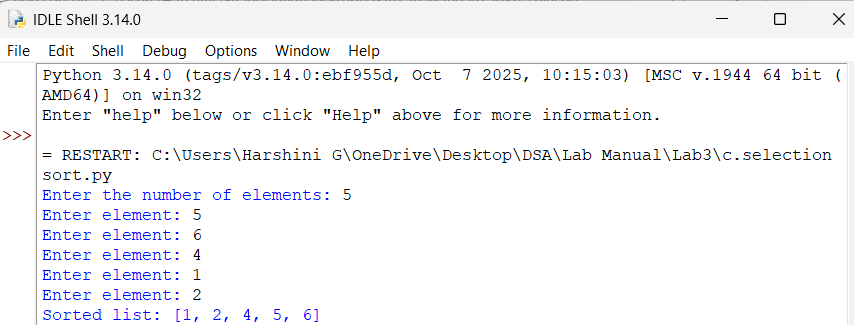 IDLE Shell 3.14.0
File Edit Shell Debug Options Window Help
Python 3.14.0 (tags/v3.14.0:ebf955d, Oct  7 2025, 10:15:03) [MSC v.1944 64 bit (
AMD64)] on win32
Enter "help" below or click "Help" above for more information.
>>>
= RESTART: C:\Users\Harshini G\OneDrive\Desktop\DSA\Lab Manual\Lab3\c.selection
sort.py
Enter the number of elements: 5
Enter element: 5
Enter element: 6
Enter element: 4
Enter element: 1
Enter element: 2
Sorted list: [1, 2, 4, 5, 6]